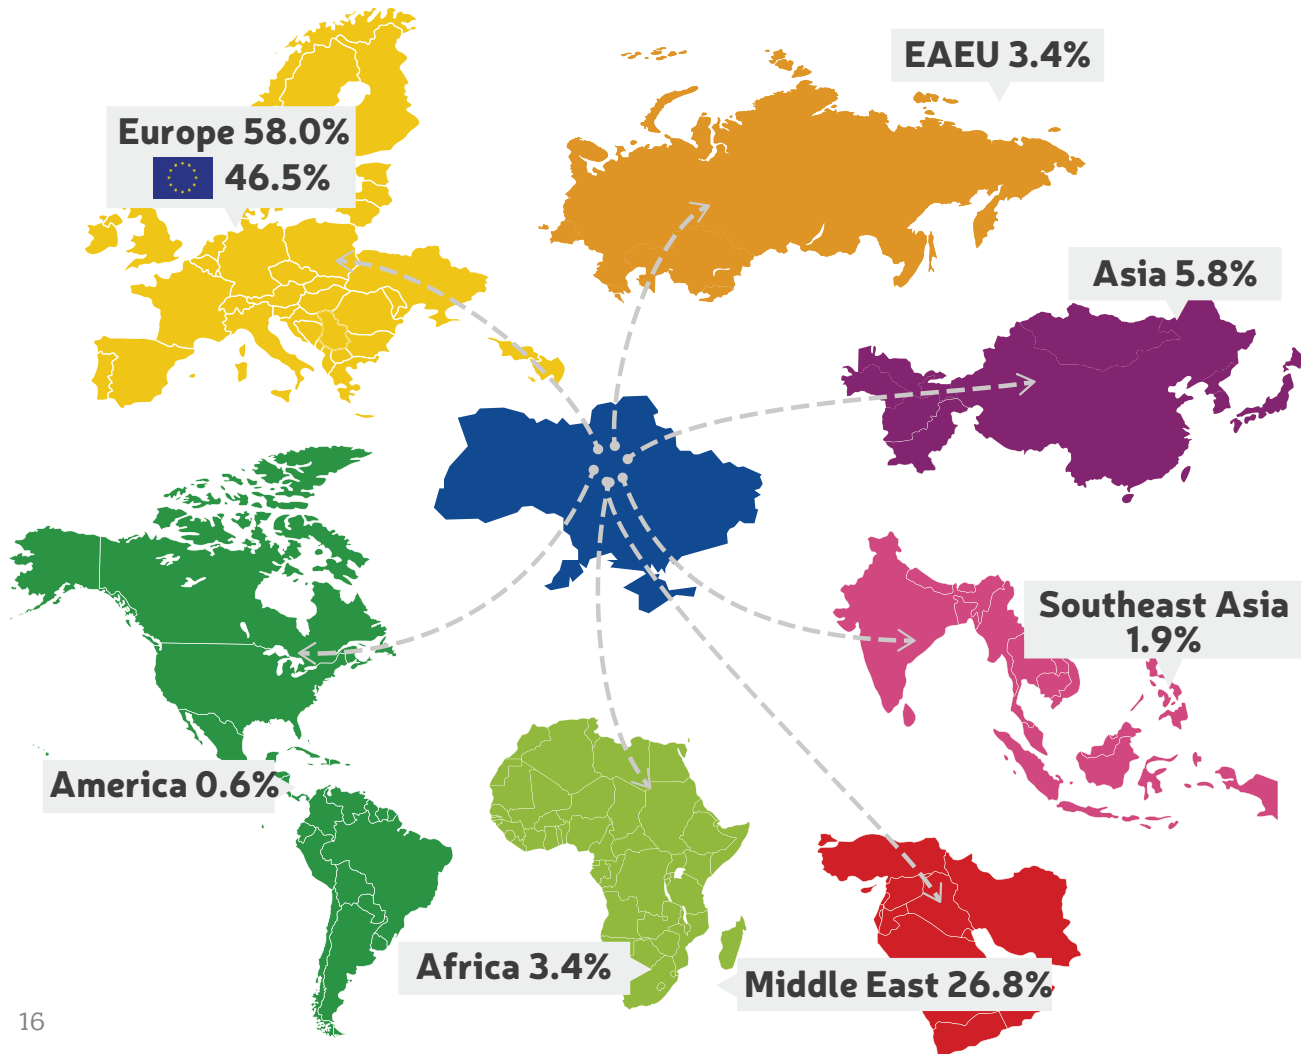 EAEU 3.4%
Europe 58.0%
46.5%
Asia 5.8%
Southeast Asia
1.9%
America 0.6%
Africa 3.4%
Middle East 26.8%
16